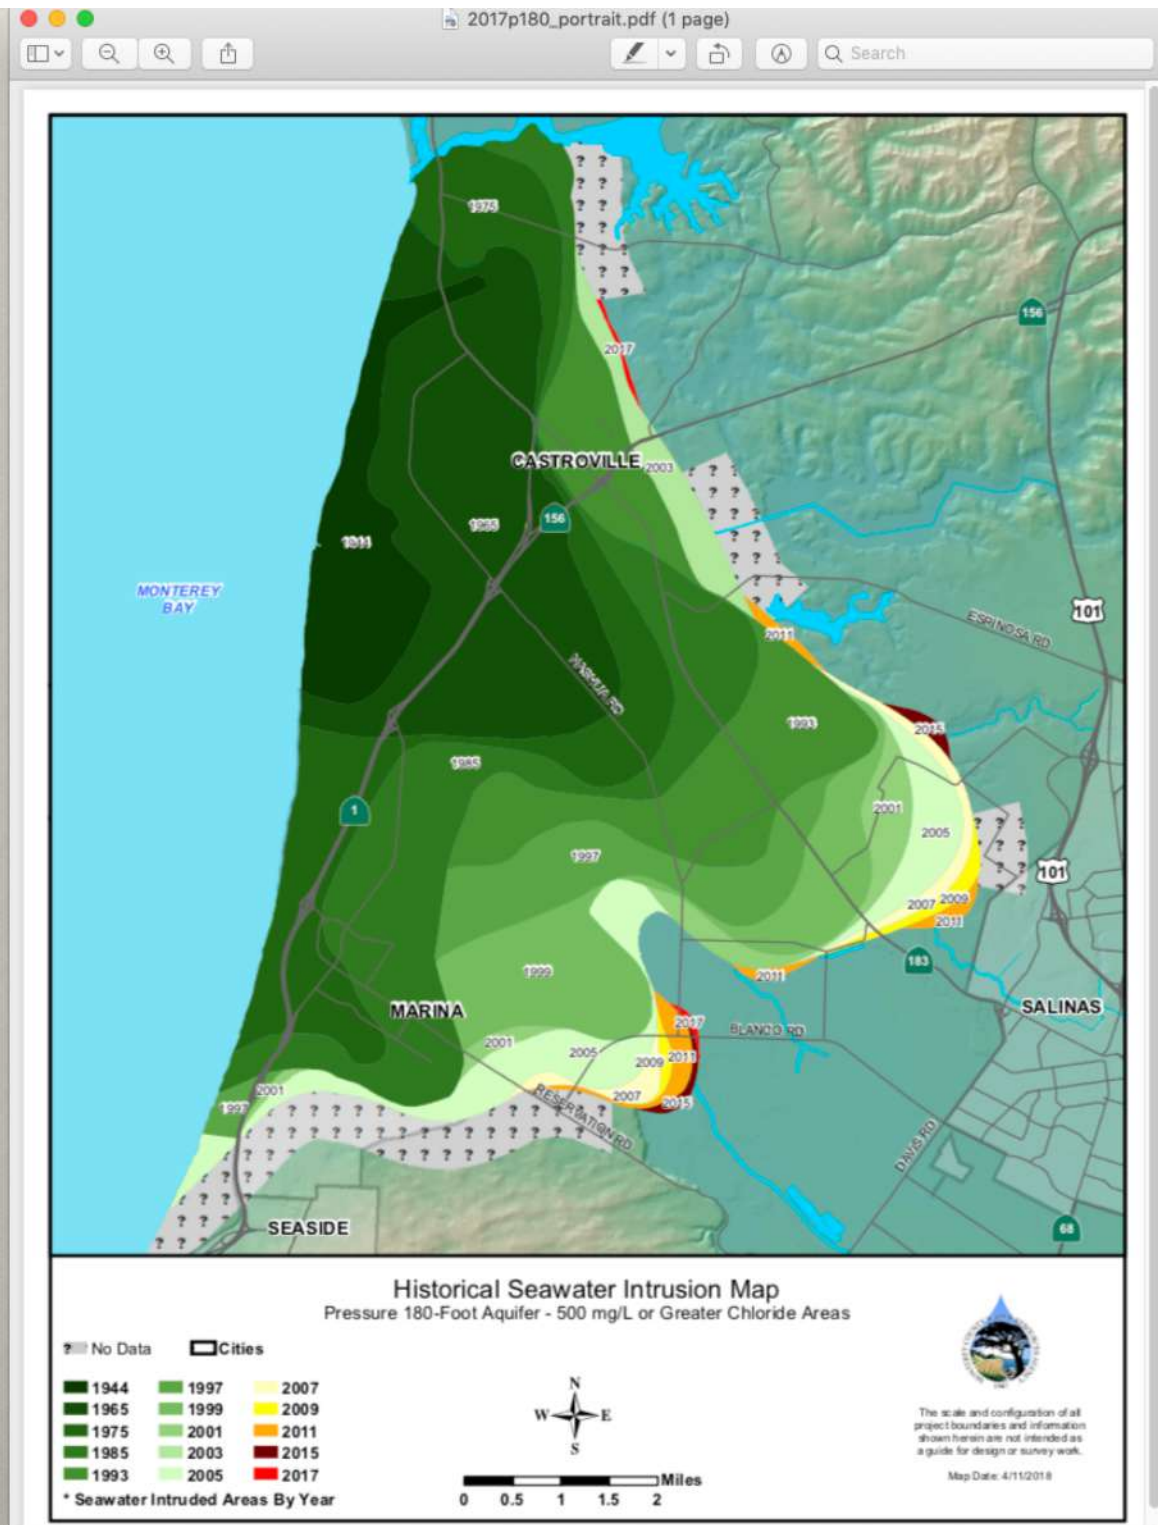 2017p180_portrait.pdf (1 page)
Search
1975
156
2017
CASTROVILLE
2003
1965
156
1944
MONTEREY
BAY
101
ESPINOSA RD
2011
NASHUA RD
1993
2015
1985
1
2001
2005
1997
101
2007
2009
2011
183
1999
2011
MARINA
SALINAS
2017
BLANCO RD
2001
2005
2009
2011
2001
1997
2007
2015
RESERVATION RD
DAVIS RD
SEASIDE
68
Historical Seawater Intrusion Map
Pressure 180-Foot Aquifer - 500 mg/L or Greater Chloride Areas
? No Data
Cities
1944
1965
1975
1985
1993
1997
1999
2001
2003
2005
2007
2009
2011
2015
2017
* Seawater Intruded Areas By Year
N
W E
S
Miles
0 0.5 1 1.5 2
The scale and configuration of all
project boundaries and information
shown herein are not intended as
a guide for design or survey work.
Map Date: 4/11/2018